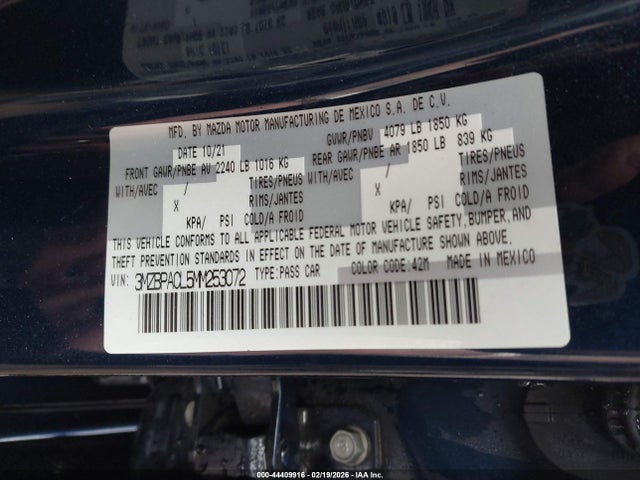 MFD. BY MAZDA MOTOR MANUFACTURING DE MEXICO S.A. DE C.V.
DATE 10/21 GVWR/PNBV 4079 LB 1850 KG
FRONT GAWR/PNBE AV 2240 LB 1016 KG REAR GAWR/PNBE AR 1850 LB 839 KG
WITH/AVEC / TIRES/PNEUS WITH/AVEC / TIRES/PNEUS
X RIMS/JANTES X RIMS/JANTES
KPA/ PSI COLD/A FROID KPA/ PSI COLD/A FROID
THIS VEHICLE CONFORMS TO ALL APPLICABLE FEDERAL MOTOR VEHICLE SAFETY, BUMPER, AND
THEFT PREVENTION STANDARDS IN EFFECT ON THE DATE OF MANUFACTURE SHOWN ABOVE.
VIN: 3MZBPACL5MM253072 TYPE:PASS CAR COLOR CODE:42M MADE IN MEXICO
000-44409916 - 02/19/2026 - IAA Inc.